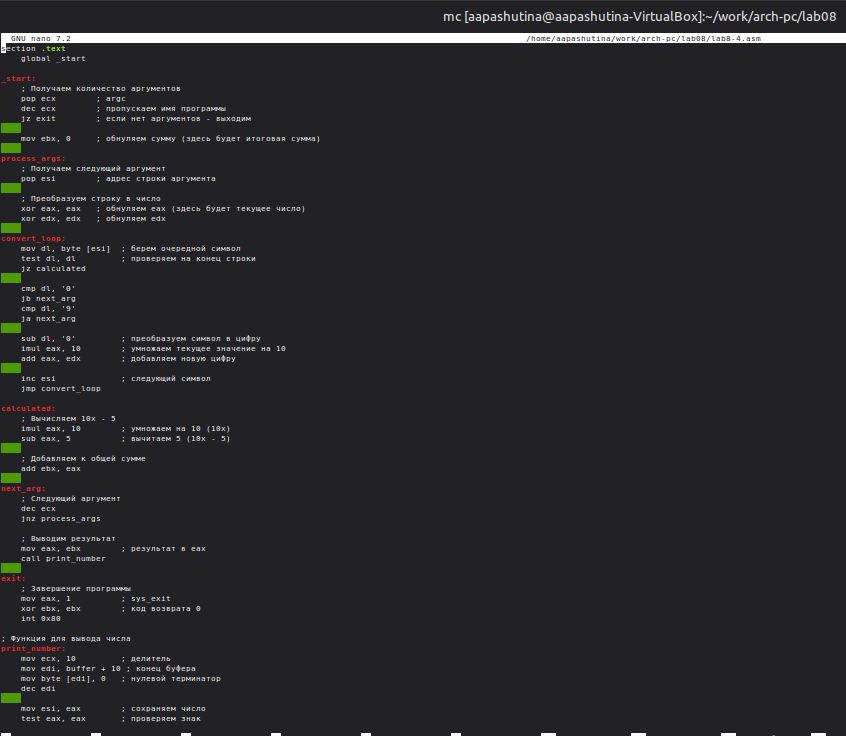 mc [aapashutina@aapashutina-VirtualBox]:~/work/arch-pc/lab08
GNU nano 7.2 /home/aapashutina/work/arch-pc/lab08/lab8-4.asm
section .text
global _start
_start:
; Получаем количество аргументов
pop ecx ; argc
dec ecx ; пропускаем имя программы
jz exit ; если нет аргументов - выходим
mov ebx, 0 ; обнуляем сумму (здесь будет итоговая сумма)
process_args:
; Получаем следующий аргумент
pop esi ; адрес строки аргумента
; Преобразуем строку в число
xor eax, eax ; обнуляем eax (здесь будет текущее число)
xor edx, edx ; обнуляем edx
convert_loop:
mov dl, byte [esi] ; берем очередной символ
test dl, dl ; проверяем на конец строки
jz calculated
cmp dl, '0'
jb next_arg
cmp dl, '9'
ja next_arg
sub dl, '0' ; преобразуем символ в цифру
imul eax, 10 ; умножаем текущее значение на 10
add eax, edx ; добавляем новую цифру
inc esi ; следующий символ
jmp convert_loop
calculated:
; Вычисляем 10x - 5
imul eax, 10 ; умножаем на 10 (10x)
sub eax, 5 ; вычитаем 5 (10x - 5)
; Добавляем к общей сумме
add ebx, eax
next_arg:
; Следующий аргумент
dec ecx
jnz process_args
; Выводим результат
mov eax, ebx ; результат в eax
call print_number
exit:
; Завершение программы
mov eax, 1 ; sys_exit
xor ebx, ebx ; код возврата 0
int 0x80
; Функция для вывода числа
print_number:
mov ecx, 10 ; делитель
mov edi, buffer + 10 ; конец буфера
mov byte [edi], 0 ; нулевой терминатор
dec edi
mov esi, eax ; сохраняем число
test eax, eax ; проверяем знак